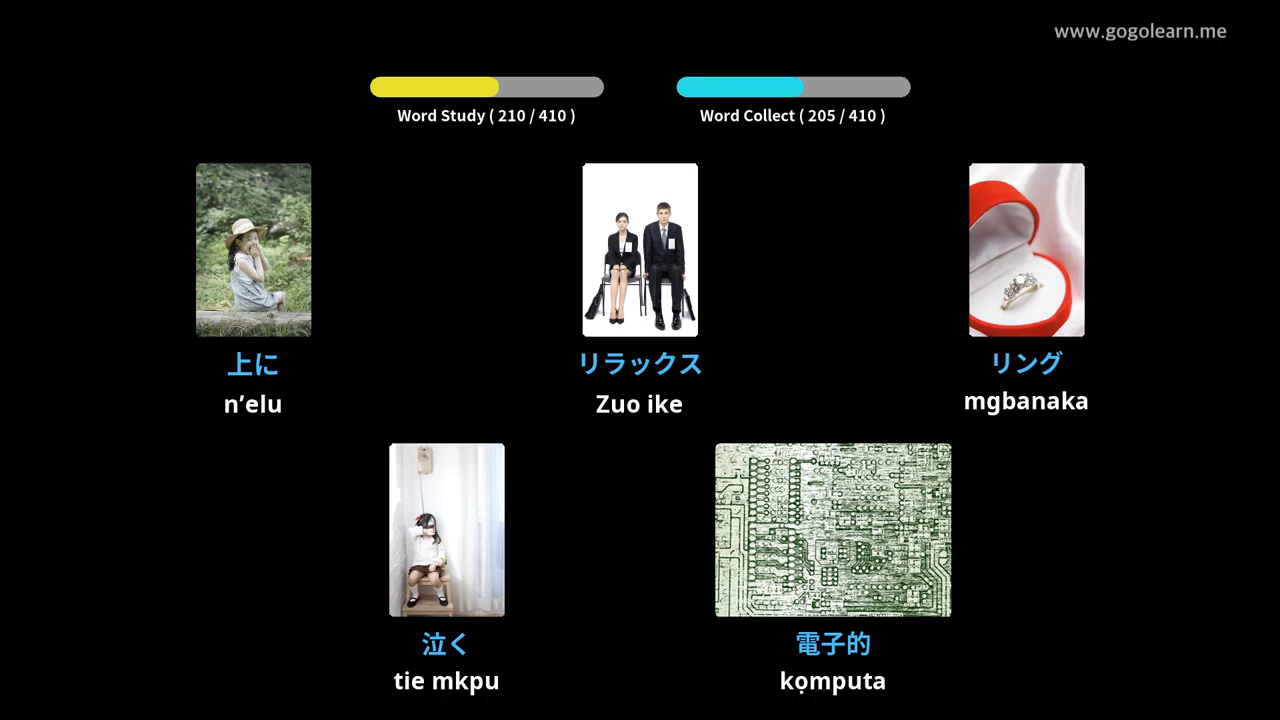 www.gogolearn.me
Word Study ( 210 / 410 )
Word Collect ( 205 / 410 )
上に
n’elu
リラックス
Zuo ike
リング
mgbanaka
泣く
tie mkpu
電子的
kọmputa